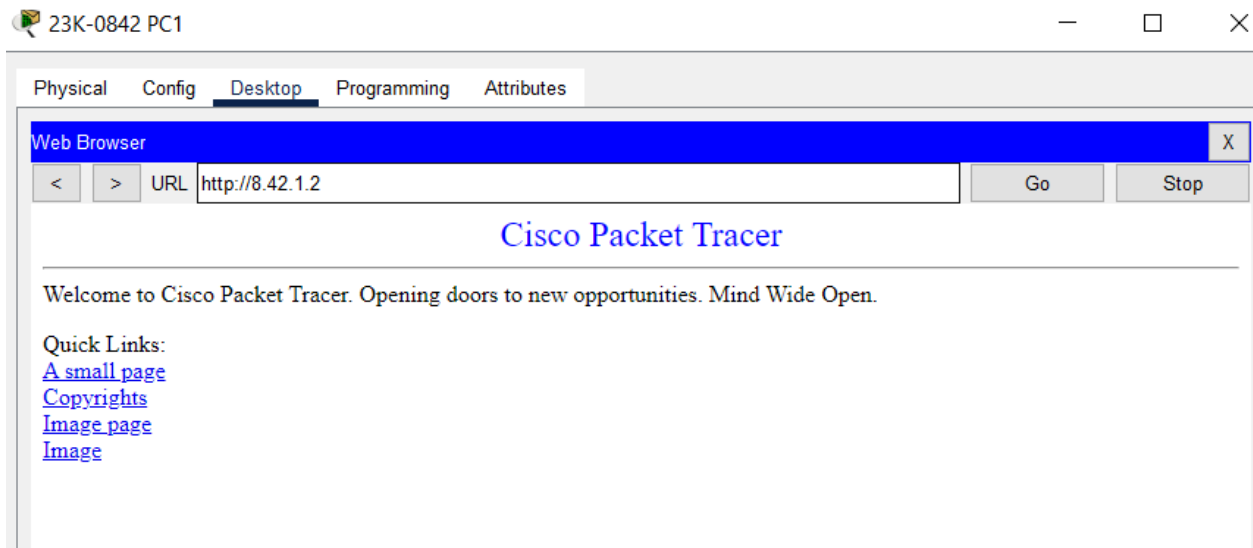 23K-0842 PC1
Physical Config Desktop Programming Attributes
Web Browser X
< > URL http://8.42.1.2 Go Stop
Cisco Packet Tracer
Welcome to Cisco Packet Tracer. Opening doors to new opportunities. Mind Wide Open.
Quick Links:
A small page
Copyrights
Image page
Image